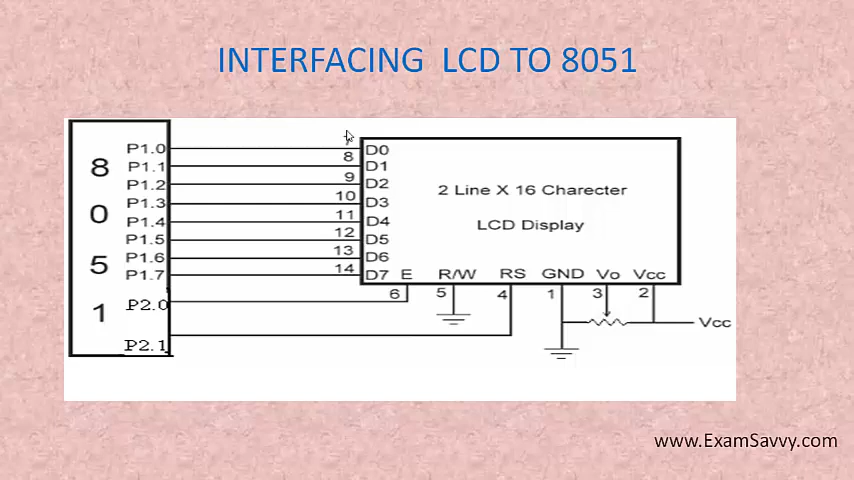 INTERFACING LCD TO 8051
8
0
5
1
P1.0
P1.1
P1.2
P1.3
P1.4
P1.5
P1.6
P1.7
P2.0
P2.1
8
9
10
11
12
13
14
D0
D1
D2
D3
D4
D5
D6
D7
2 Line X 16 Charecter
LCD Display
E R/W RS GND Vo Vcc
6 5 4 1 3 2
Vcc
www.ExamSavvy.com